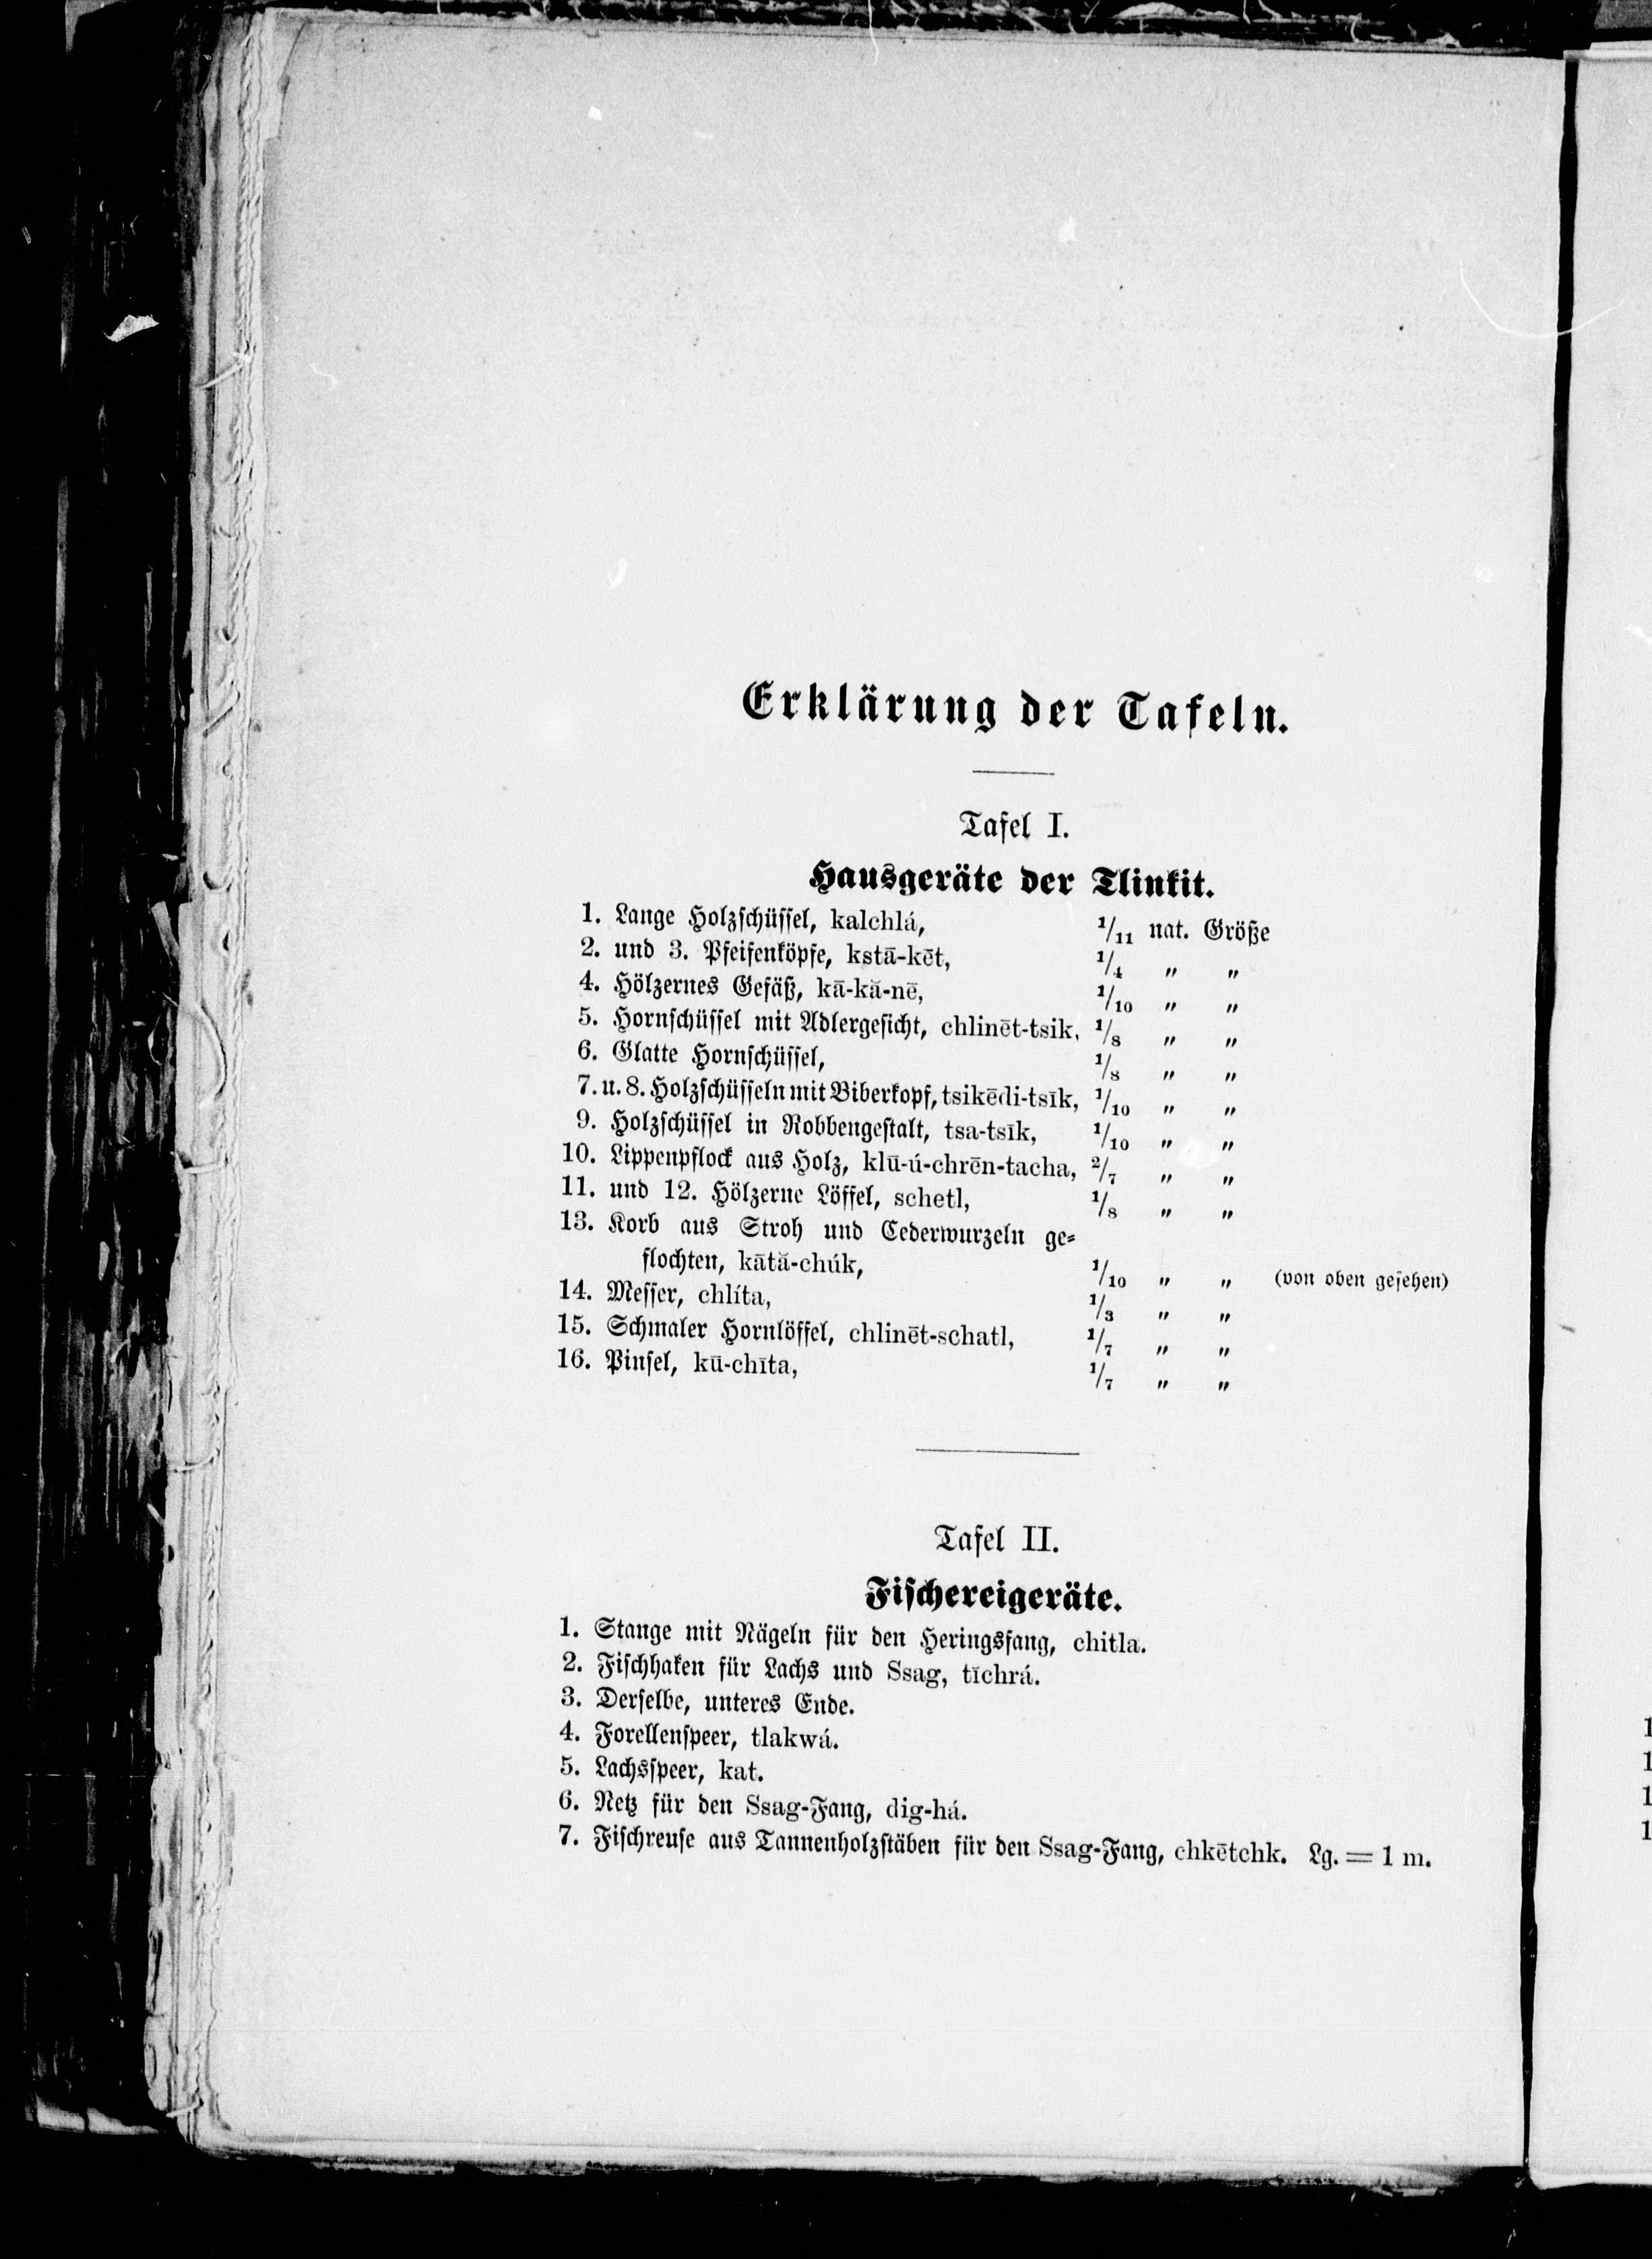 Erklärung der Tafeln.
Tafel I.
Hausgeräte der Tlinkit.
1. Lange Holzschüssel, kalchlá, 1/11 nat. Größe
2. und 3. Pfeifenköpfe, kstā-kēt, 1/4 " "
4. Hölzernes Gefäß, kā-kă-nē, 1/10 " "
5. Hornschüssel mit Adlergesicht, chlinēt-tsik, 1/8 " "
6. Glatte Hornschüssel, 1/8 " "
7. u. 8. Holzschüsseln mit Biberkopf, tsikēdi-tsīk, 1/10 " "
9. Holzschüssel in Robbengestalt, tsa-tsīk, 1/10 " "
10. Lippenpflock aus Holz, klū-ú-chrēn-tacha, 2/7 " "
11. und 12. Hölzerne Löffel, schetl, 1/8 " "
13. Korb aus Stroh und Cederwurzeln ge-
flochten, kātă-chúk, 1/10 " " (von oben gesehen)
14. Messer, chlíta, 1/3 " "
15. Schmaler Hornlöffel, chlinēt-schatl, 1/7 " "
16. Pinsel, kū-chīta, 1/7 " "
Tafel II.
Fischereigeräte.
1. Stange mit Nägeln für den Heringsfang, chitla.
2. Fischhaken für Lachs und Ssag, tīchrá.
3. Derselbe, unteres Ende.
4. Forellenspeer, tlakwá.
5. Lachsspeer, kat.
6. Netz für den Ssag-Fang, dig-há.
7. Fischreuse aus Tannenholzstäben für den Ssag-Fang, chkētchk. Lg. = 1 m.
1
1
1
1